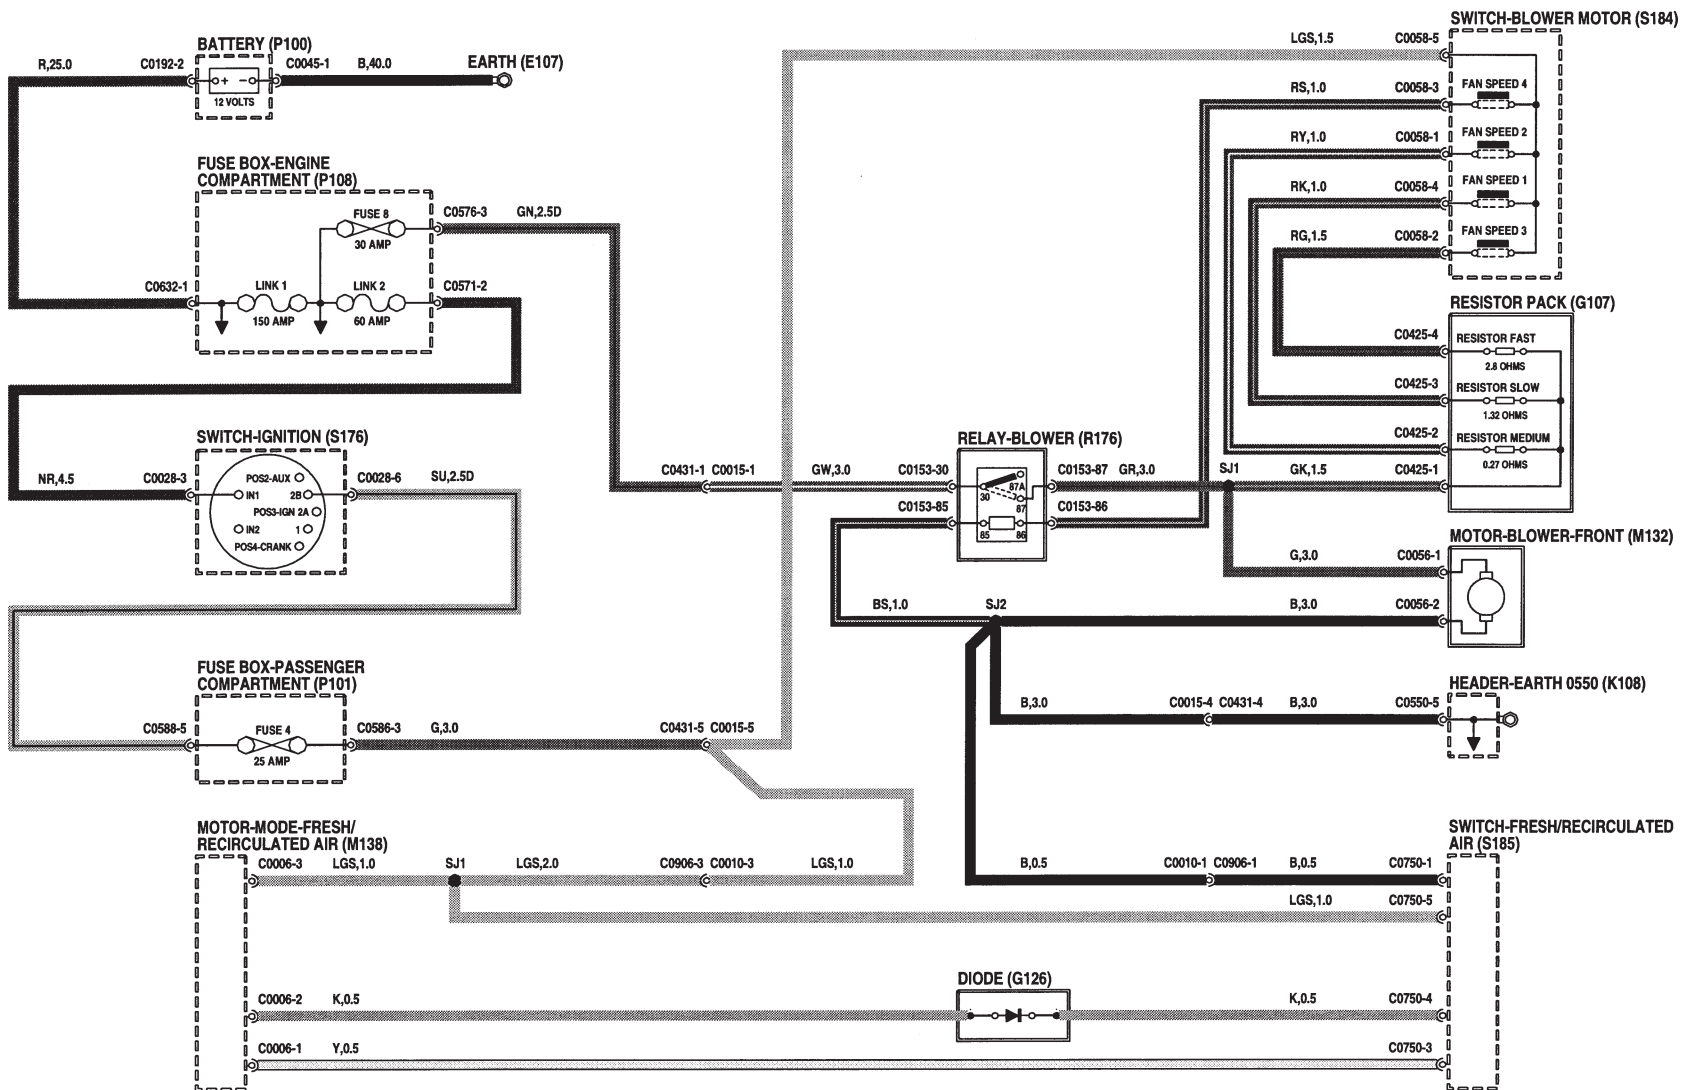 SWITCH-BLOWER MOTOR (S184)
LGS,1.5
C0058-5
BATTERY (P100)
R,25.0
C0192-2
C0045-1
B,40.0
EARTH (E107)
+ −
12 VOLTS
RS,1.0
C0058-3
FAN SPEED 4
RY,1.0
C0058-1
FAN SPEED 2
FUSE BOX-ENGINE
COMPARTMENT (P108)
RK,1.0
C0058-4
FAN SPEED 1
FUSE 8
30 AMP
C0576-3
GN,2.5D
RG,1.5
C0058-2
FAN SPEED 3
C0632-1
LINK 1
150 AMP
LINK 2
60 AMP
C0571-2
RESISTOR PACK (G107)
C0425-4
RESISTOR FAST
2.8 OHMS
C0425-3
RESISTOR SLOW
1.32 OHMS
C0425-2
RESISTOR MEDIUM
0.27 OHMS
SWITCH-IGNITION (S176)
RELAY-BLOWER (R176)
NR,4.5
C0028-3
POS2-AUX
IN1
2B
POS3-IGN 2A
IN2
1
POS4-CRANK
C0028-6
SU,2.5D
C0431-1 C0015-1
GW,3.0
C0153-30
30
87A
87
C0153-87
GR,3.0
SJ1
GK,1.5
C0425-1
C0153-85
85
86
C0153-86
MOTOR-BLOWER-FRONT (M132)
G,3.0
C0056-1
BS,1.0
SJ2
B,3.0
C0056-2
FUSE BOX-PASSENGER
COMPARTMENT (P101)
HEADER-EARTH 0550 (K108)
B,3.0
C0015-4 C0431-4
B,3.0
C0550-5
C0588-5
FUSE 4
25 AMP
C0586-3
G,3.0
C0431-5 C0015-5
MOTOR-MODE-FRESH/
RECIRCULATED AIR (M138)
SWITCH-FRESH/RECIRCULATED
AIR (S185)
C0006-3
LGS,1.0
SJ1
LGS,2.0
C0906-3 C0010-3
LGS,1.0
B,0.5
C0010-1 C0906-1
B,0.5
C0750-1
LGS,1.0
C0750-5
DIODE (G126)
C0006-2
K,0.5
K,0.5
C0750-4
C0006-1
Y,0.5
C0750-3